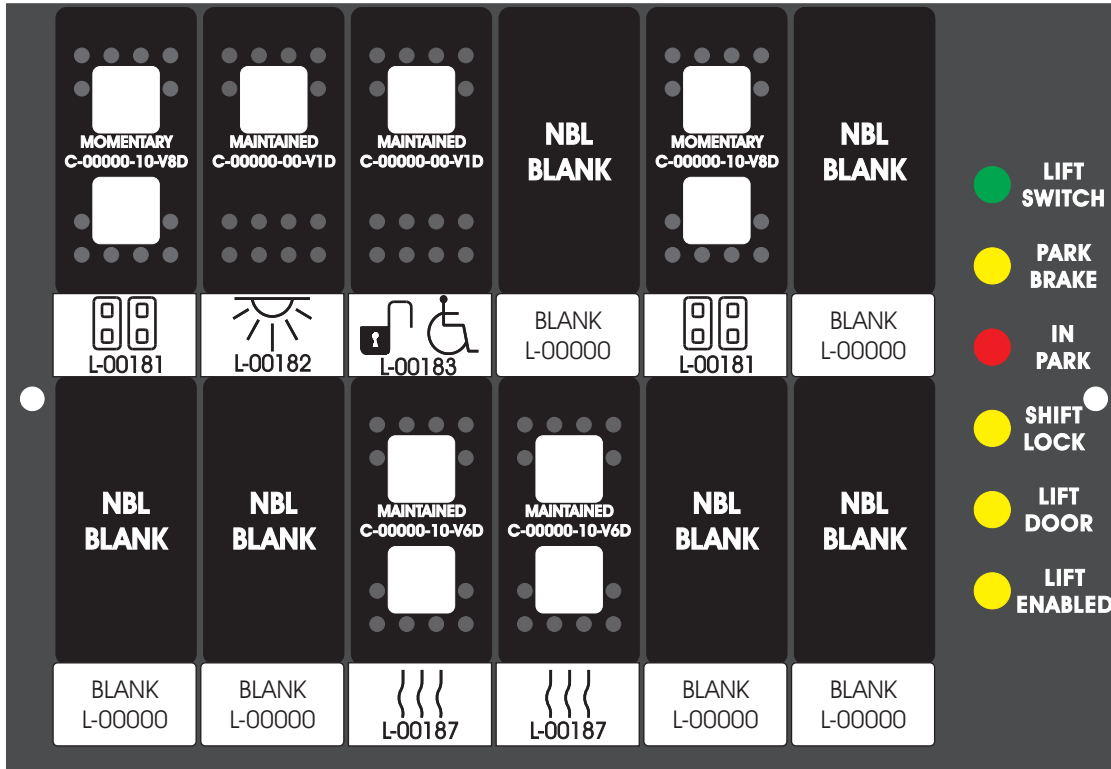 MOMENTARY
C-00000-10-V8D
MAINTAINED
C-00000-00-V1D
MAINTAINED
C-00000-00-V1D
NBL
BLANK
MOMENTARY
C-00000-10-V8D
NBL
BLANK
L-00181
L-00182
L-00183
BLANK
L-00000
L-00181
BLANK
L-00000
NBL
BLANK
NBL
BLANK
MAINTAINED
C-00000-10-V6D
MAINTAINED
C-00000-10-V6D
NBL
BLANK
NBL
BLANK
BLANK
L-00000
BLANK
L-00000
L-00187
L-00187
BLANK
L-00000
BLANK
L-00000
LIFT
SWITCH
PARK
BRAKE
IN
PARK
SHIFT
LOCK
LIFT
DOOR
LIFT
ENABLED